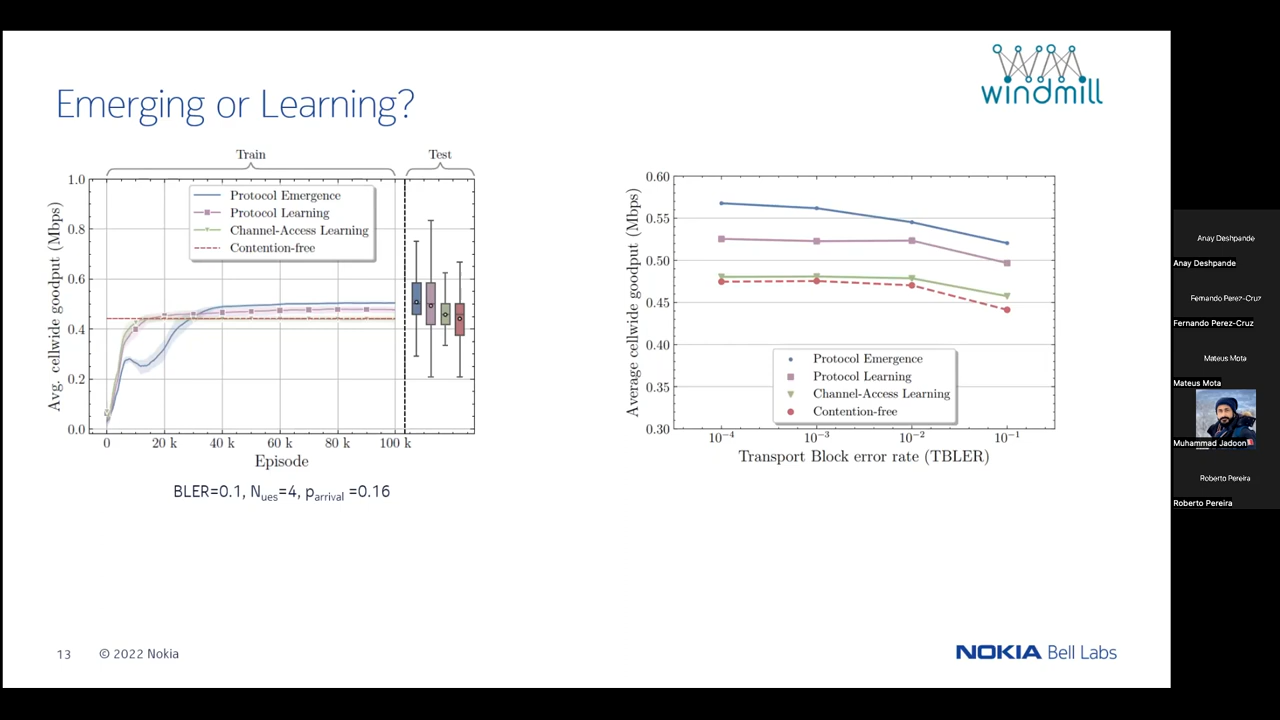 windmill
Emerging or Learning?
Train
Test
Avg. cellwide goodput (Mbps)
1.0
0.8
0.6
0.4
0.2
0.0
Protocol Emergence
Protocol Learning
Channel-Access Learning
Contention-free
0
20 k
40 k
60 k
80 k
100 k
Episode
BLER=0.1, Nues=4, parrival =0.16
Average cellwide goodput (Mbps)
0.60
0.55
0.50
0.45
0.40
0.35
0.30
Protocol Emergence
Protocol Learning
Channel-Access Learning
Contention-free
10−4
10−3
10−2
10−1
Transport Block error rate (TBLER)
13
© 2022 Nokia
NOKIA Bell Labs
Anay Deshpande
Anay Deshpande
Fernando Perez-Cruz
Fernando Perez-Cruz
Mateus Mota
Mateus Mota
Muhammad Jadoon
Roberto Pereira
Roberto Pereira